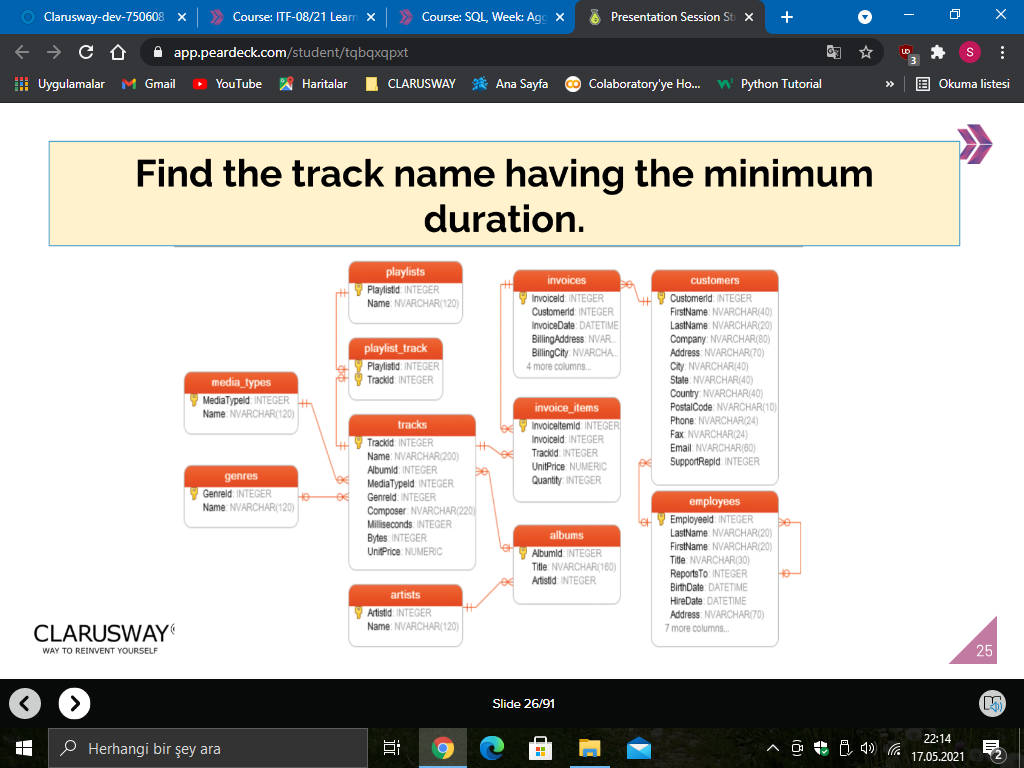 Clarusway-dev-750608
Course: ITF-08/21 Learn
Course: SQL, Week: Agg
Presentation Session St
app.peardeck.com/student/tqbqxqpxt
UD
3
S
Uygulamalar
Gmail
YouTube
Haritalar
CLARUSWAY
Ana Sayfa
Colaboratory'ye Ho...
Python Tutorial
»
Okuma listesi
Find the track name having the minimum
duration.
playlists
PlaylistId: INTEGER
Name: NVARCHAR(120)
playlist_track
PlaylistId: INTEGER
TrackId: INTEGER
media_types
MediaTypeId: INTEGER
Name: NVARCHAR(120)
genres
GenreId: INTEGER
Name: NVARCHAR(120)
tracks
TrackId: INTEGER
Name: NVARCHAR(200)
AlbumId: INTEGER
MediaTypeId: INTEGER
GenreId: INTEGER
Composer: NVARCHAR(220)
Milliseconds: INTEGER
Bytes: INTEGER
UnitPrice: NUMERIC
artists
ArtistId: INTEGER
Name: NVARCHAR(120)
invoices
InvoiceId: INTEGER
CustomerId: INTEGER
InvoiceDate: DATETIME
BillingAddress: NVAR...
BillingCity: NVARCHA...
4 more columns...
invoice_items
InvoiceItemId: INTEGER
InvoiceId: INTEGER
TrackId: INTEGER
UnitPrice: NUMERIC
Quantity: INTEGER
albums
AlbumId: INTEGER
Title: NVARCHAR(160)
ArtistId: INTEGER
customers
CustomerId: INTEGER
FirstName: NVARCHAR(40)
LastName: NVARCHAR(20)
Company: NVARCHAR(80)
Address: NVARCHAR(70)
City: NVARCHAR(40)
State: NVARCHAR(40)
Country: NVARCHAR(40)
PostalCode: NVARCHAR(10)
Phone: NVARCHAR(24)
Fax: NVARCHAR(24)
Email: NVARCHAR(60)
SupportRepId: INTEGER
employees
EmployeeId: INTEGER
LastName: NVARCHAR(20)
FirstName: NVARCHAR(20)
Title: NVARCHAR(30)
ReportsTo: INTEGER
BirthDate: DATETIME
HireDate: DATETIME
Address: NVARCHAR(70)
7 more columns...
CLARUSWAY
WAY TO REINVENT YOURSELF
25
Slide 26/91
Herhangi bir şey ara
22:14
17.05.2021
2